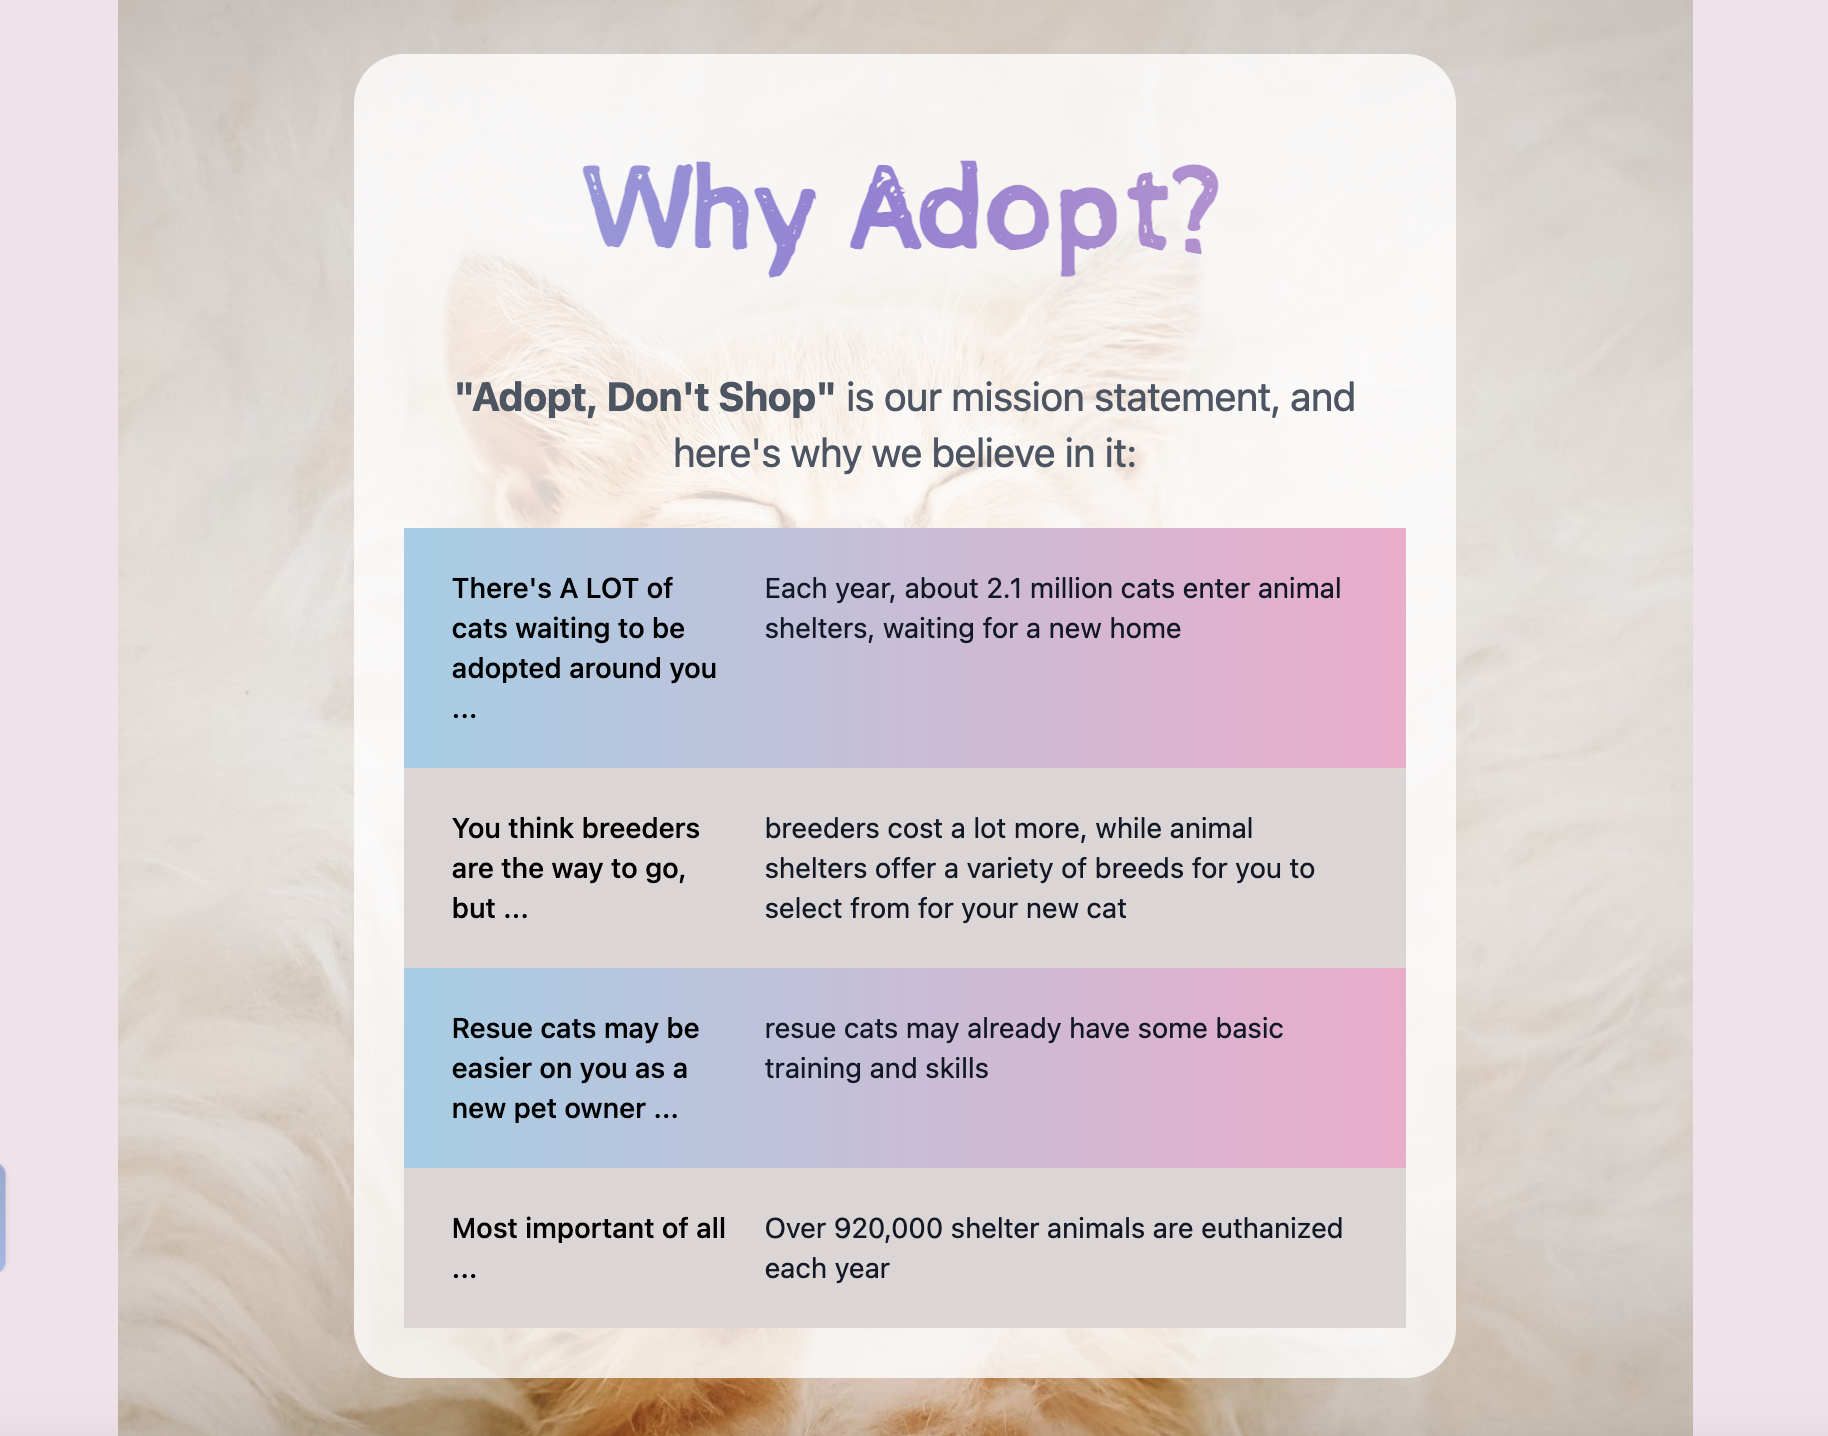 Why Adopt?
"Adopt, Don't Shop" is our mission statement, and
here's why we believe in it:
There's A LOT of
cats waiting to be
adopted around you
...
Each year, about 2.1 million cats enter animal
shelters, waiting for a new home
You think breeders
are the way to go,
but ...
breeders cost a lot more, while animal
shelters offer a variety of breeds for you to
select from for your new cat
Resue cats may be
easier on you as a
new pet owner ...
resue cats may already have some basic
training and skills
Most important of all
...
Over 920,000 shelter animals are euthanized
each year